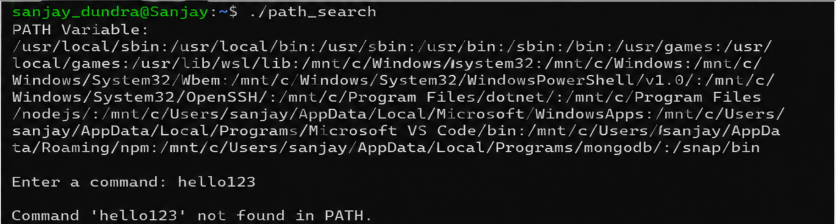 sanjay_dundra@Sanjay:~$ ./path_search
PATH Variable:
/usr/local/sbin:/usr/local/bin:/usr/sbin:/usr/bin:/sbin:/bin:/usr/games:/usr/
local/games:/usr/lib/wsl/lib:/mnt/c/Windows/system32:/mnt/c/Windows:/mnt/c/
Windows/System32/Wbem:/mnt/c/Windows/System32/WindowsPowerShell/v1.0/:/mnt/c/
Windows/System32/OpenSSH/:/mnt/c/Program Files/dotnet/:/mnt/c/Program Files
/nodejs/:/mnt/c/Users/sanjay/AppData/Local/Microsoft/WindowsApps:/mnt/c/Users/
sanjay/AppData/Local/Programs/Microsoft VS Code/bin:/mnt/c/Users/sanjay/AppDa
ta/Roaming/npm:/mnt/c/Users/sanjay/AppData/Local/Programs/mongodb/:/snap/bin
Enter a command: hello123
Command 'hello123' not found in PATH.